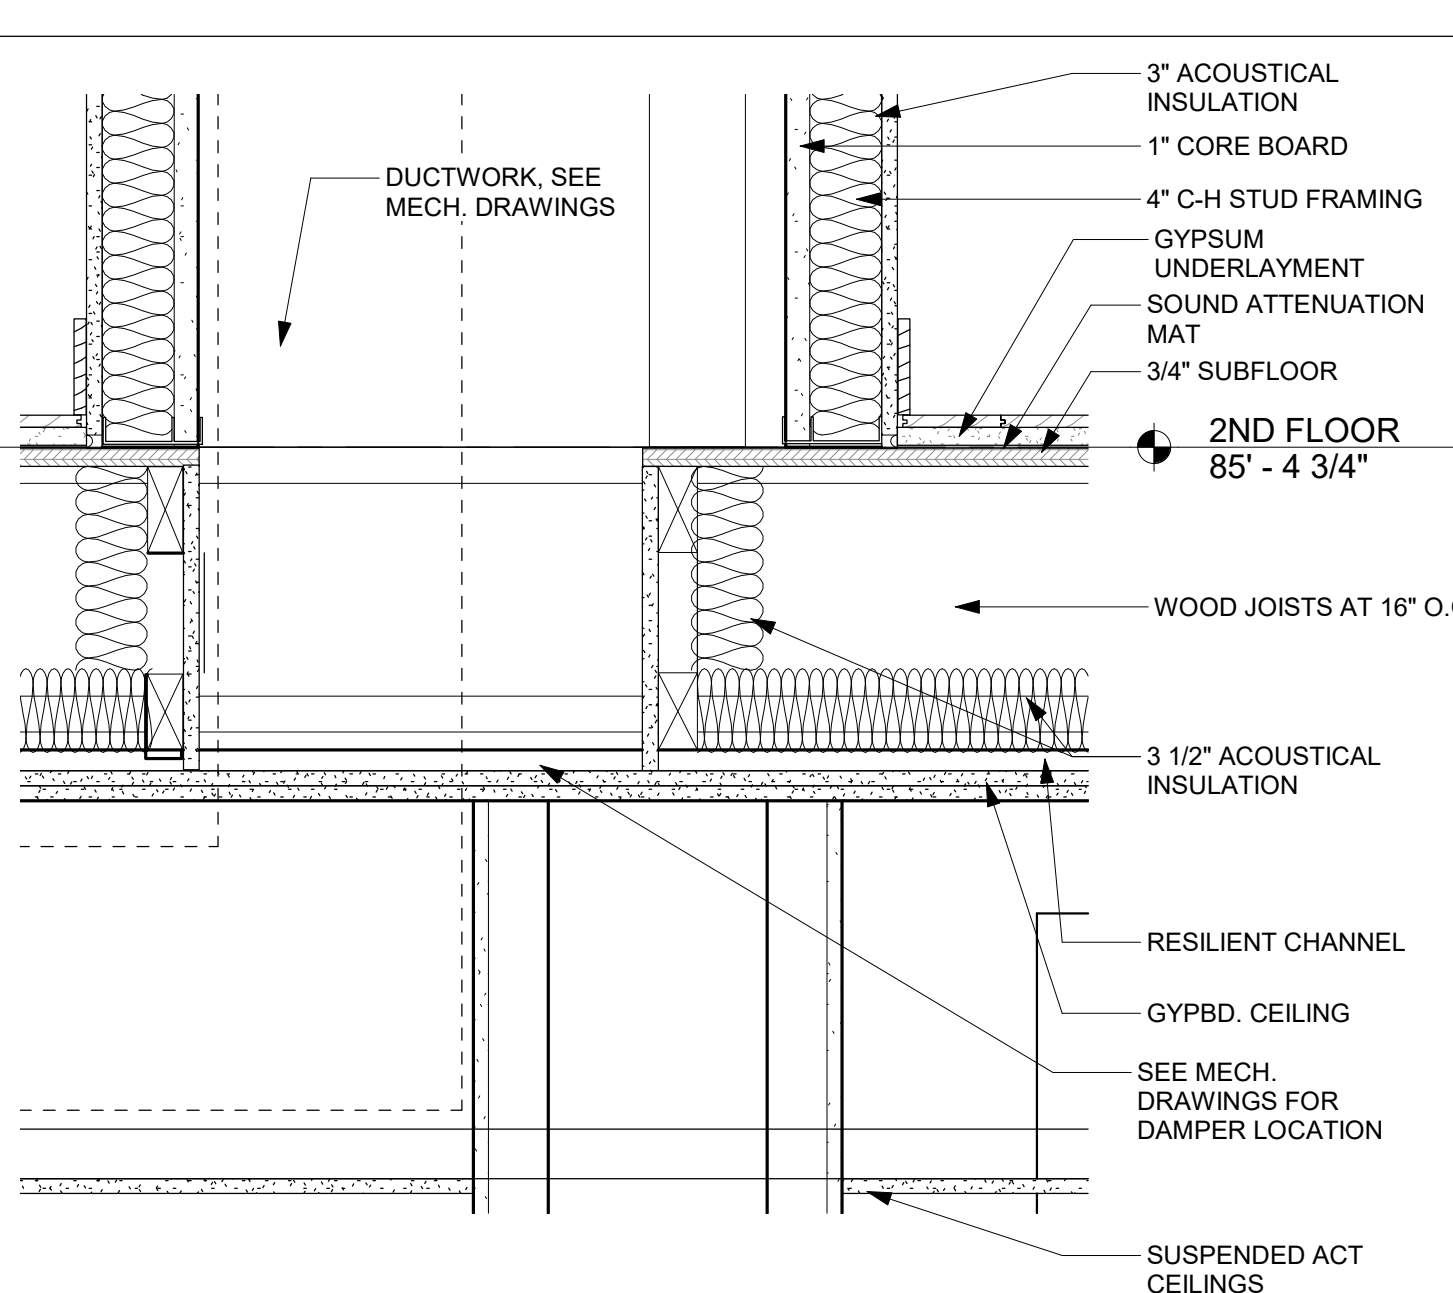 3" ACOUSTICAL
INSULATION
1" CORE BOARD
DUCTWORK, SEE
MECH. DRAWINGS
4" C-H STUD FRAMING
GYPSUM
UNDERLAYMENT
SOUND ATTENUATION
MAT
3/4" SUBFLOOR
2ND FLOOR
85' - 4 3/4"
WOOD JOISTS AT 16" O.
3 1/2" ACOUSTICAL
INSULATION
RESILIENT CHANNEL
GYPBD. CEILING
SEE MECH.
DRAWINGS FOR
DAMPER LOCATION
SUSPENDED ACT
CEILINGS